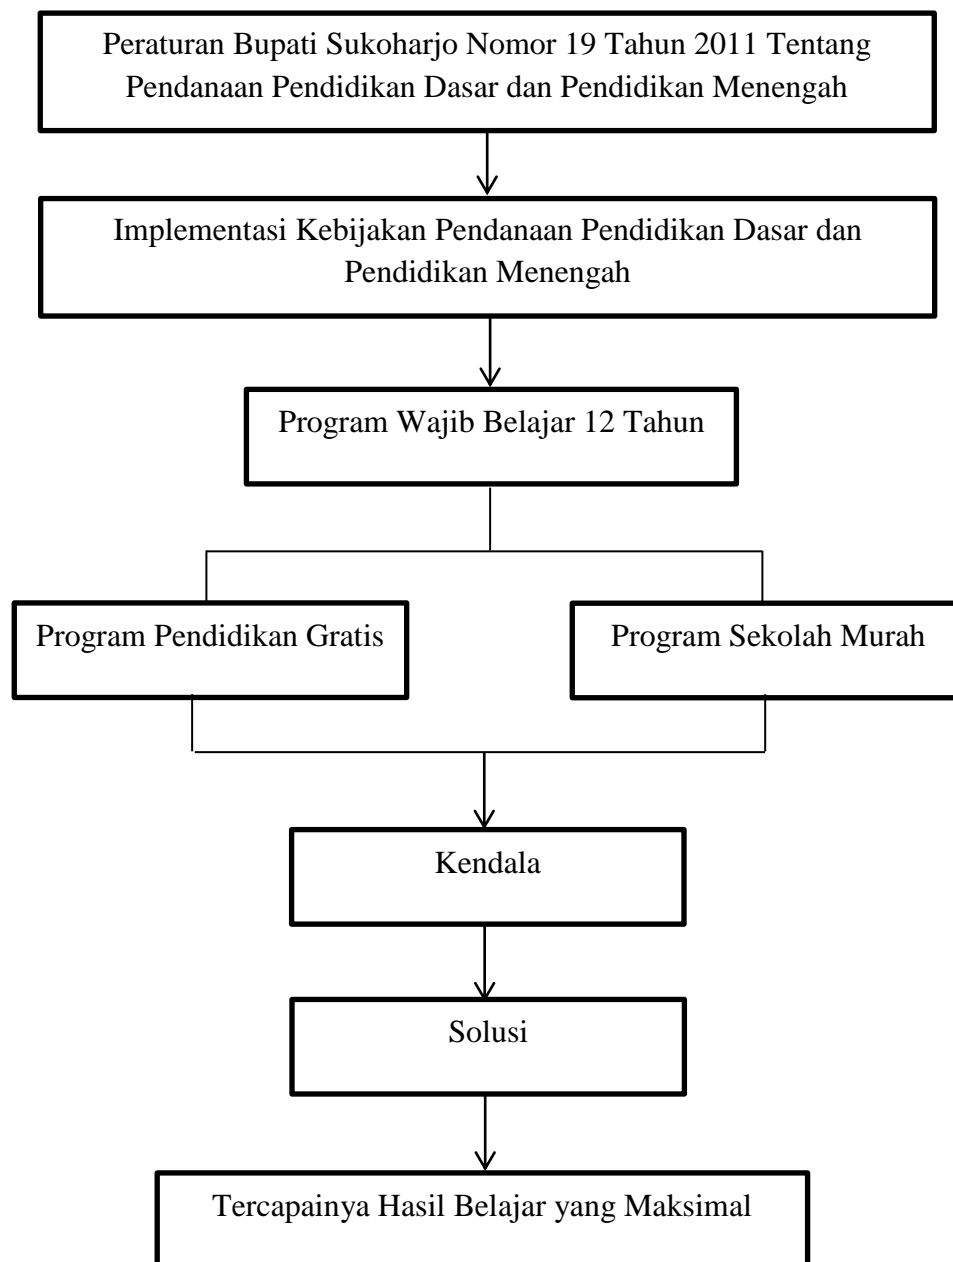 Peraturan Bupati Sukoharjo Nomor 19 Tahun 2011 Tentang
Pendanaan Pendidikan Dasar dan Pendidikan Menengah
Implementasi Kebijakan Pendanaan Pendidikan Dasar dan
Pendidikan Menengah
Program Wajib Belajar 12 Tahun
Program Pendidikan Gratis
Program Sekolah Murah
Kendala
Solusi
Tercapainya Hasil Belajar yang Maksimal